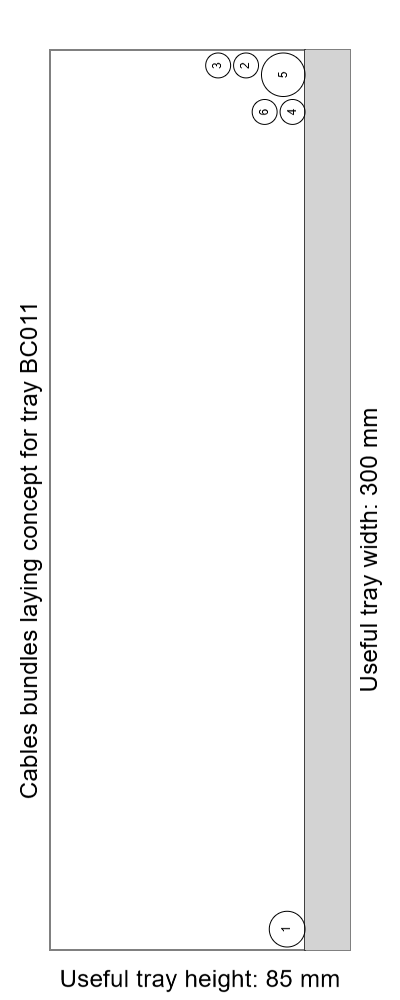 Cables bundles laying concept for tray BC011
3
2
5
6
4
1
Useful tray width: 300 mm
Useful tray height: 85 mm